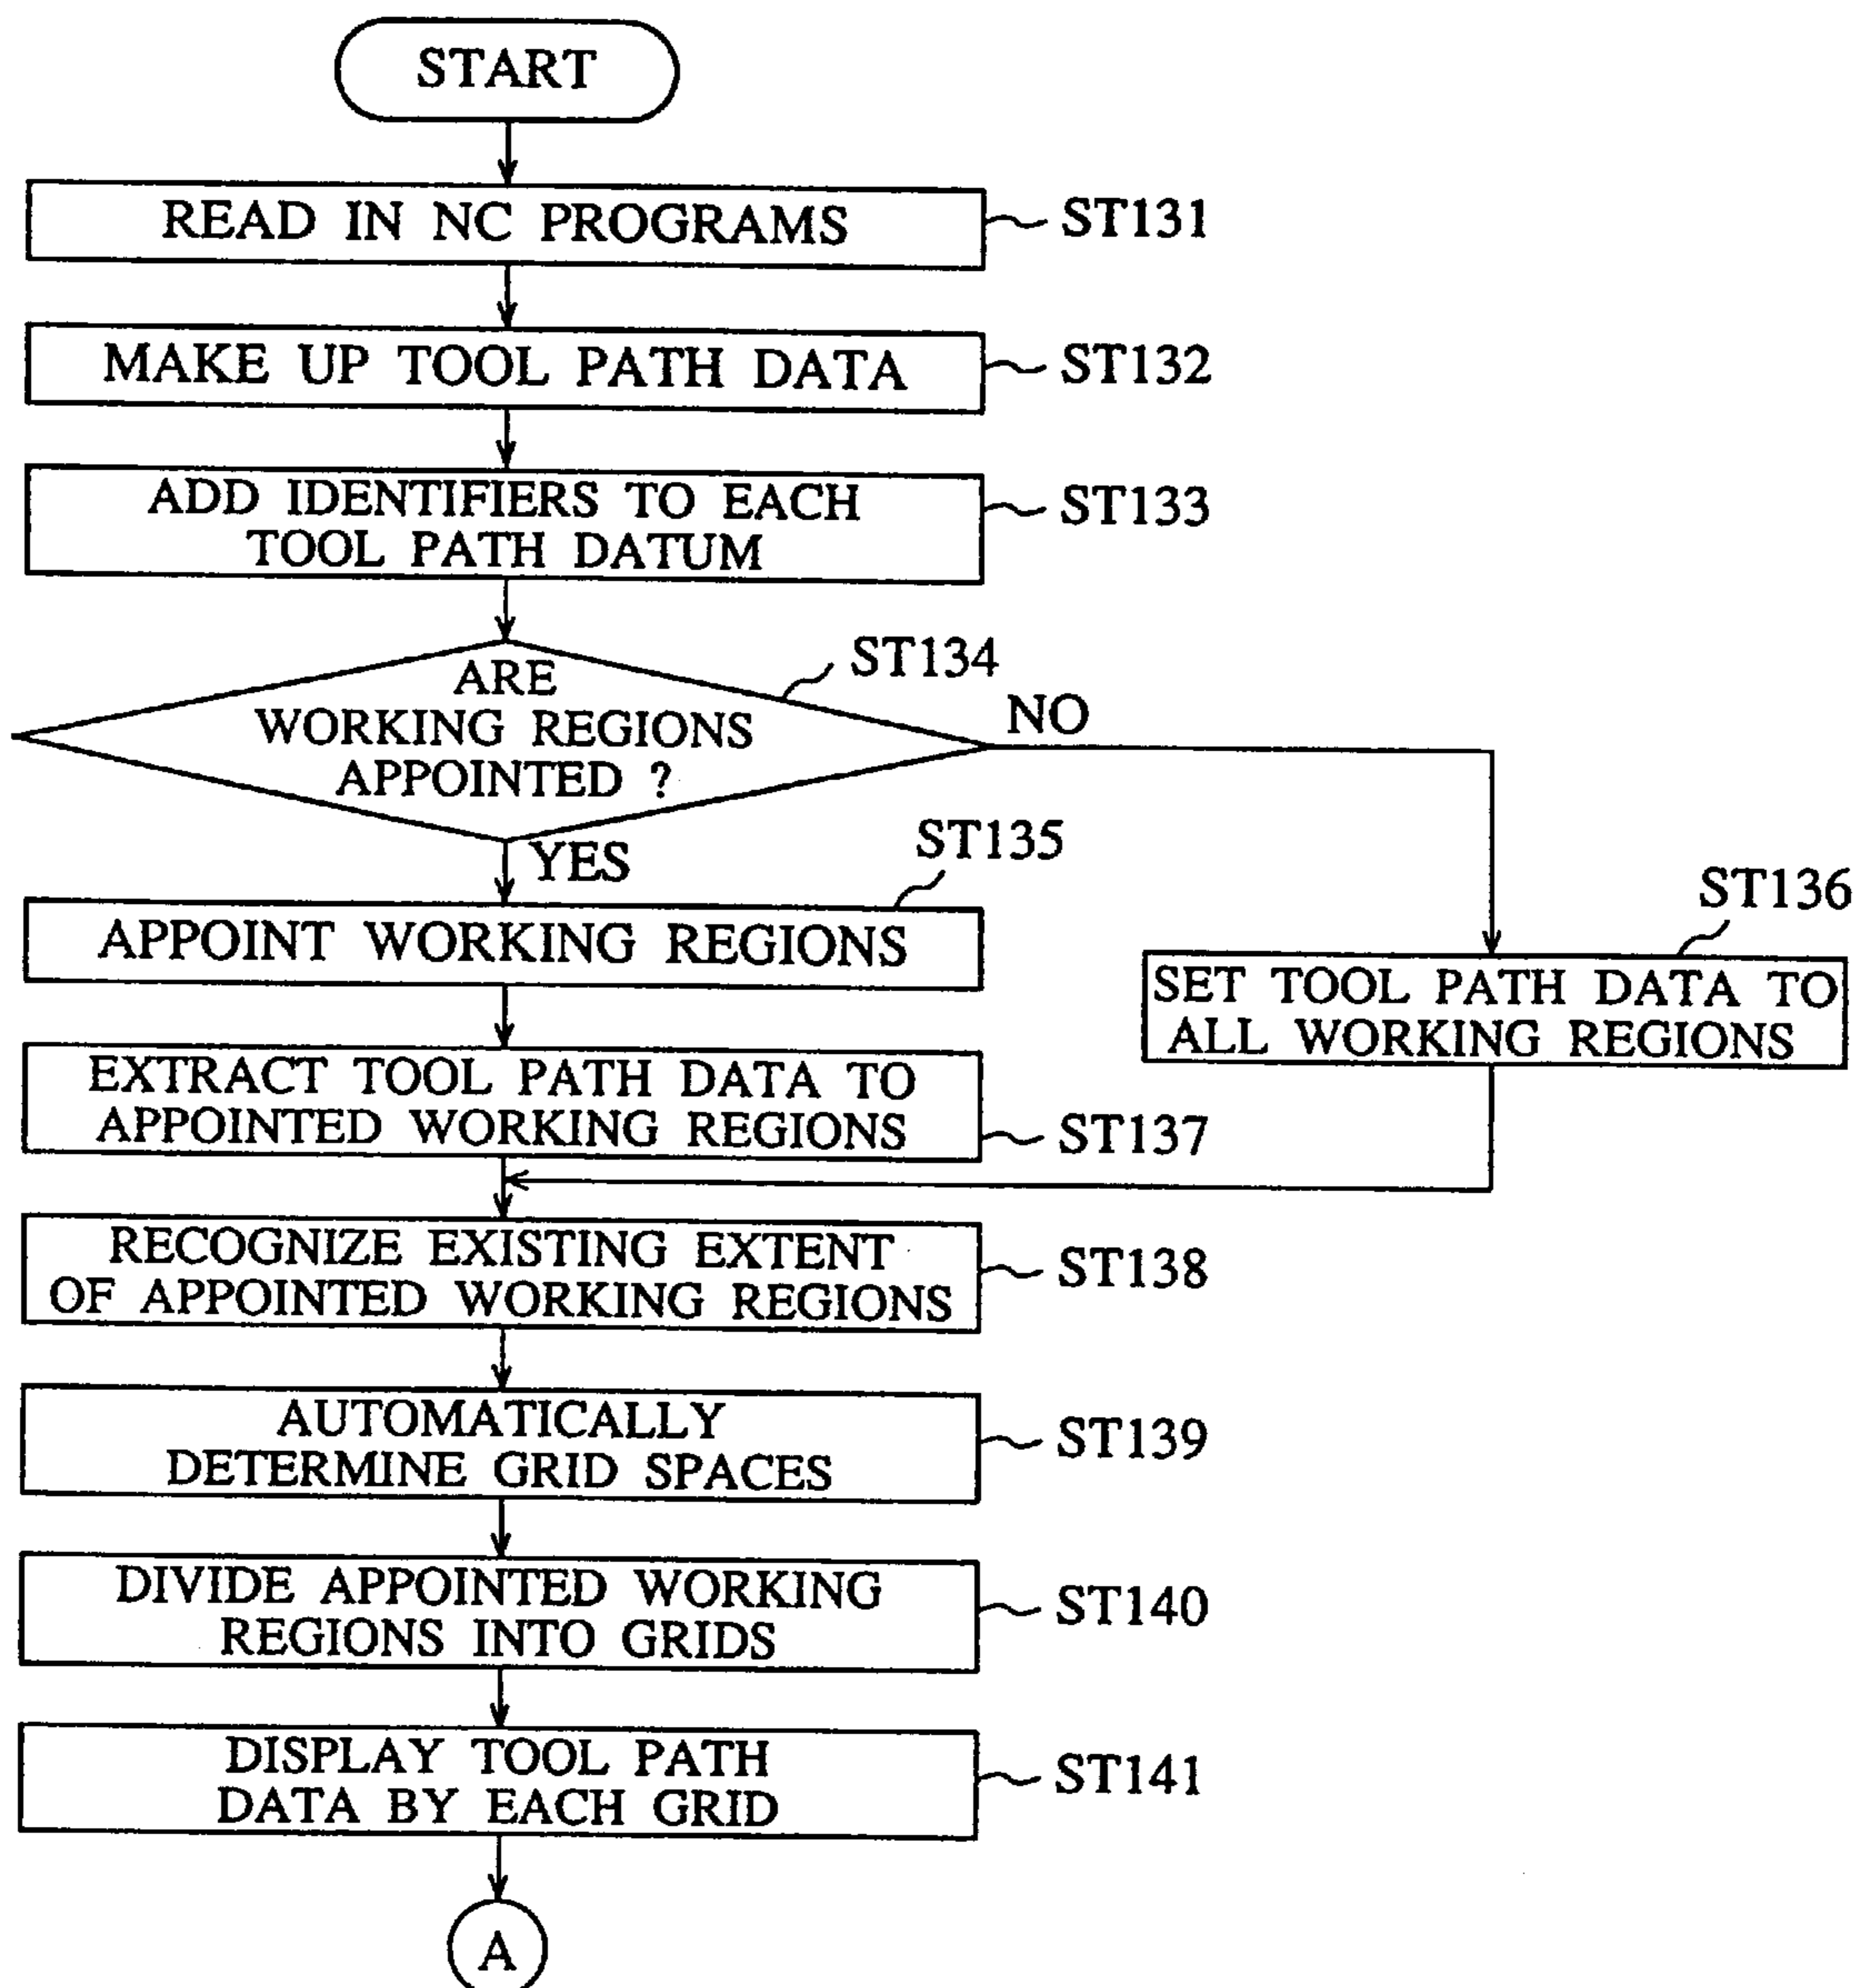 START
READ IN NC PROGRAMS
ST131
MAKE UP TOOL PATH DATA
ST132
ADD IDENTIFIERS TO EACH
TOOL PATH DATUM
ST133
ST134
ARE
WORKING REGIONS
APPOINTED ?
NO
YES
ST135
APPOINT WORKING REGIONS
ST136
SET TOOL PATH DATA TO
ALL WORKING REGIONS
EXTRACT TOOL PATH DATA TO
APPOINTED WORKING REGIONS
ST137
RECOGNIZE EXISTING EXTENT
OF APPOINTED WORKING REGIONS
ST138
AUTOMATICALLY
DETERMINE GRID SPACES
ST139
DIVIDE APPOINTED WORKING
REGIONS INTO GRIDS
ST140
DISPLAY TOOL PATH
DATA BY EACH GRID
ST141
A